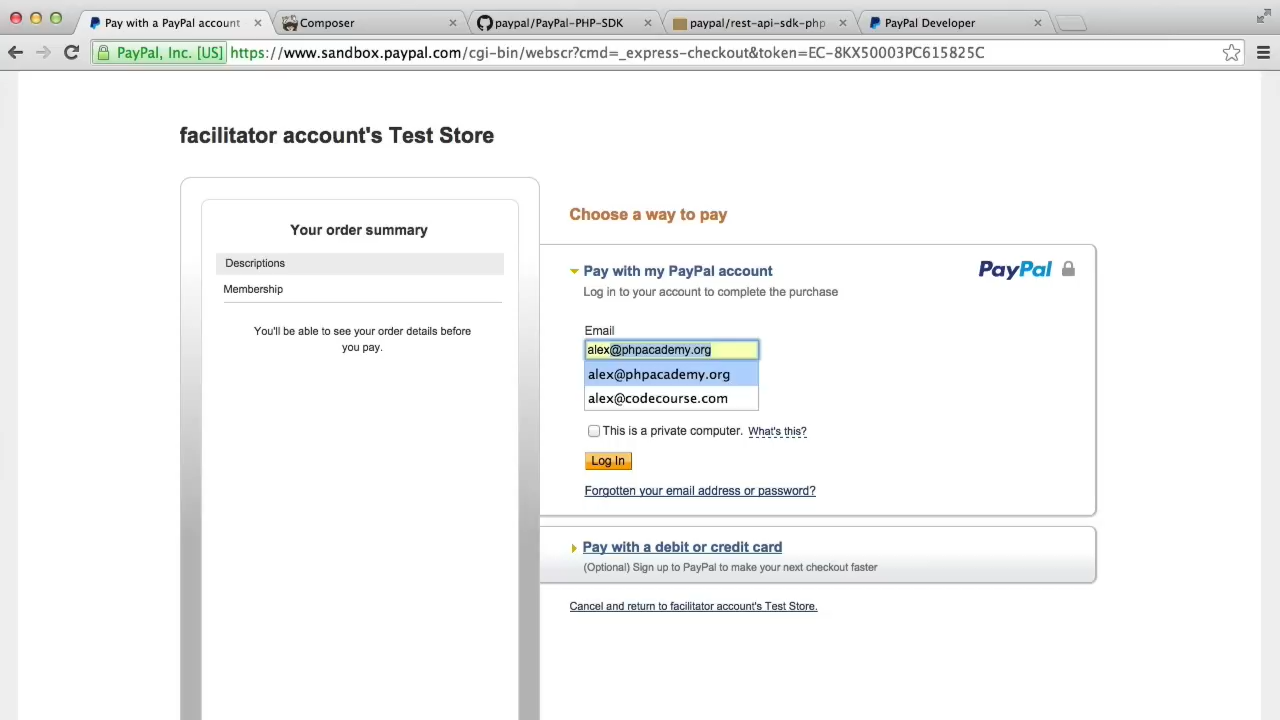 Pay with a PayPal account
Composer
paypal/PayPal-PHP-SDK
paypal/rest-api-sdk-php
PayPal Developer
PayPal, Inc. [US]
https://www.sandbox.paypal.com/cgi-bin/webscr?cmd=_express-checkout&token=EC-8KX50003PC615825C
facilitator account's Test Store
Your order summary
Descriptions
Membership
You'll be able to see your order details before
you pay.
Choose a way to pay
Pay with my PayPal account
PayPal
Log in to your account to complete the purchase
Email
alex@phpacademy.org
alex@phpacademy.org
alex@codecourse.com
This is a private computer. What's this?
Log In
Forgotten your email address or password?
Pay with a debit or credit card
(Optional) Sign up to PayPal to make your next checkout faster
Cancel and return to facilitator account's Test Store.